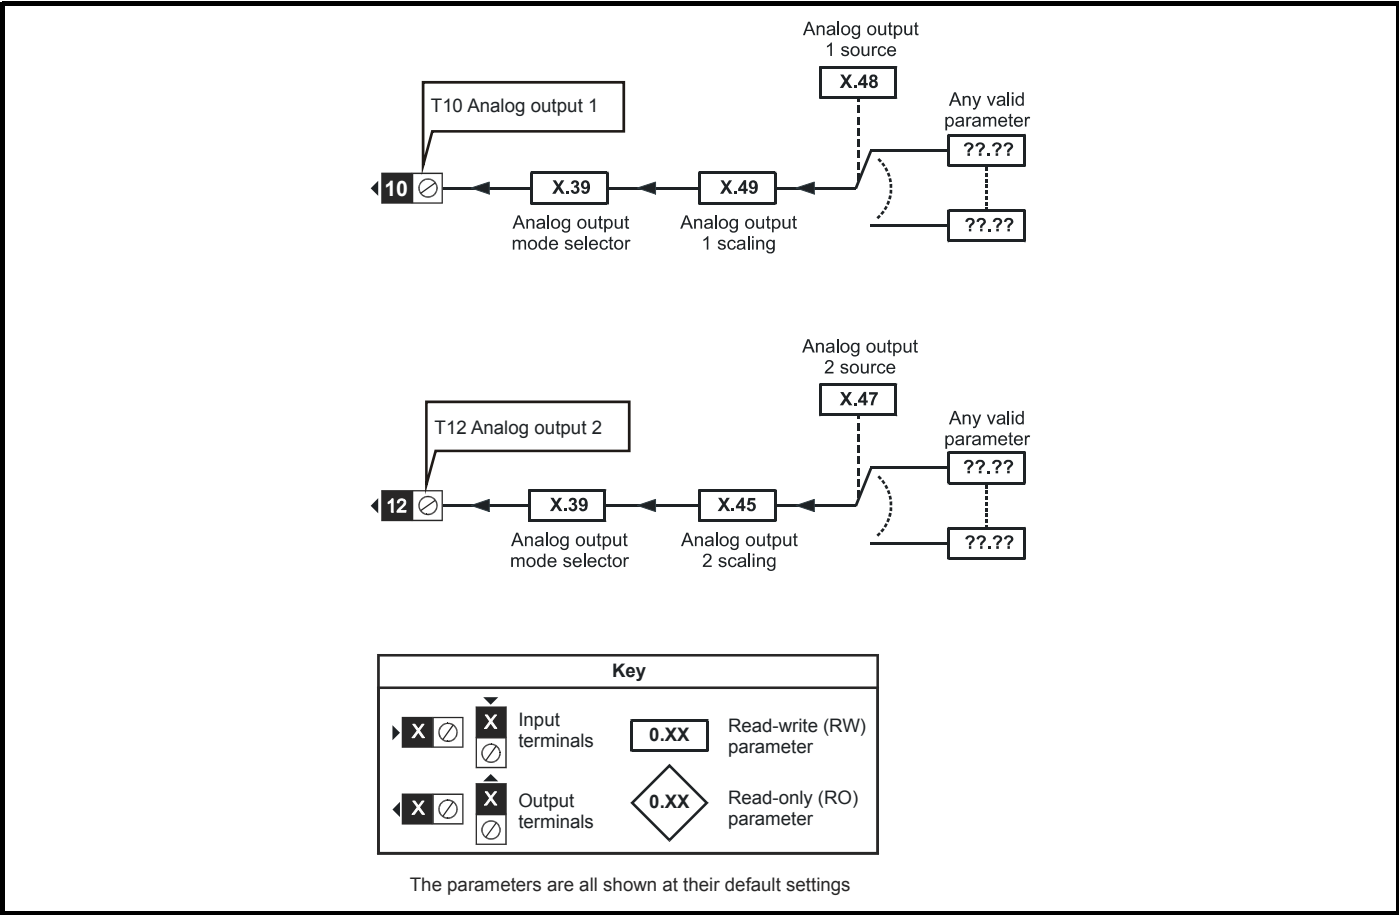 Analog output
1 source
X.48
T10 Analog output 1
Any valid
parameter
??.??
10
X.39
X.49
Analog output
mode selector
Analog output
1 scaling
??.??
Analog output
2 source
X.47
T12 Analog output 2
Any valid
parameter
??.??
12
X.39
X.45
Analog output
mode selector
Analog output
2 scaling
??.??
Key
X
X
Input
terminals
0.XX
Read-write (RW)
parameter
X
X
Output
terminals
0.XX
Read-only (RO)
parameter
The parameters are all shown at their default settings